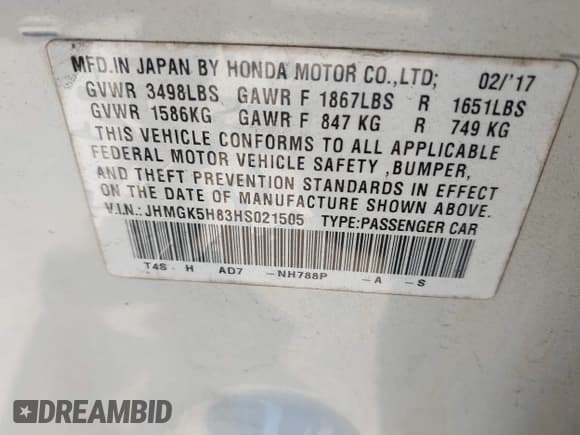 MFD.IN JAPAN BY HONDA MOTOR CO.,LTD; 02/'17
GVWR 3498LBS GAWR F 1867LBS R 1651LBS
GVWR 1586KG GAWR F 847 KG R 749 KG
THIS VEHICLE CONFORMS TO ALL APPLICABLE
FEDERAL MOTOR VEHICLE SAFETY ,BUMPER,
AND THEFT PREVENTION STANDARDS IN EFFECT
ON THE DATE OF MANUFACTURE SHOWN ABOVE.
V.I.N.: JHMGK5H83HS021505 TYPE:PASSENGER CAR
T4S - H AD7 -NH788P -A -S
DREAMBID